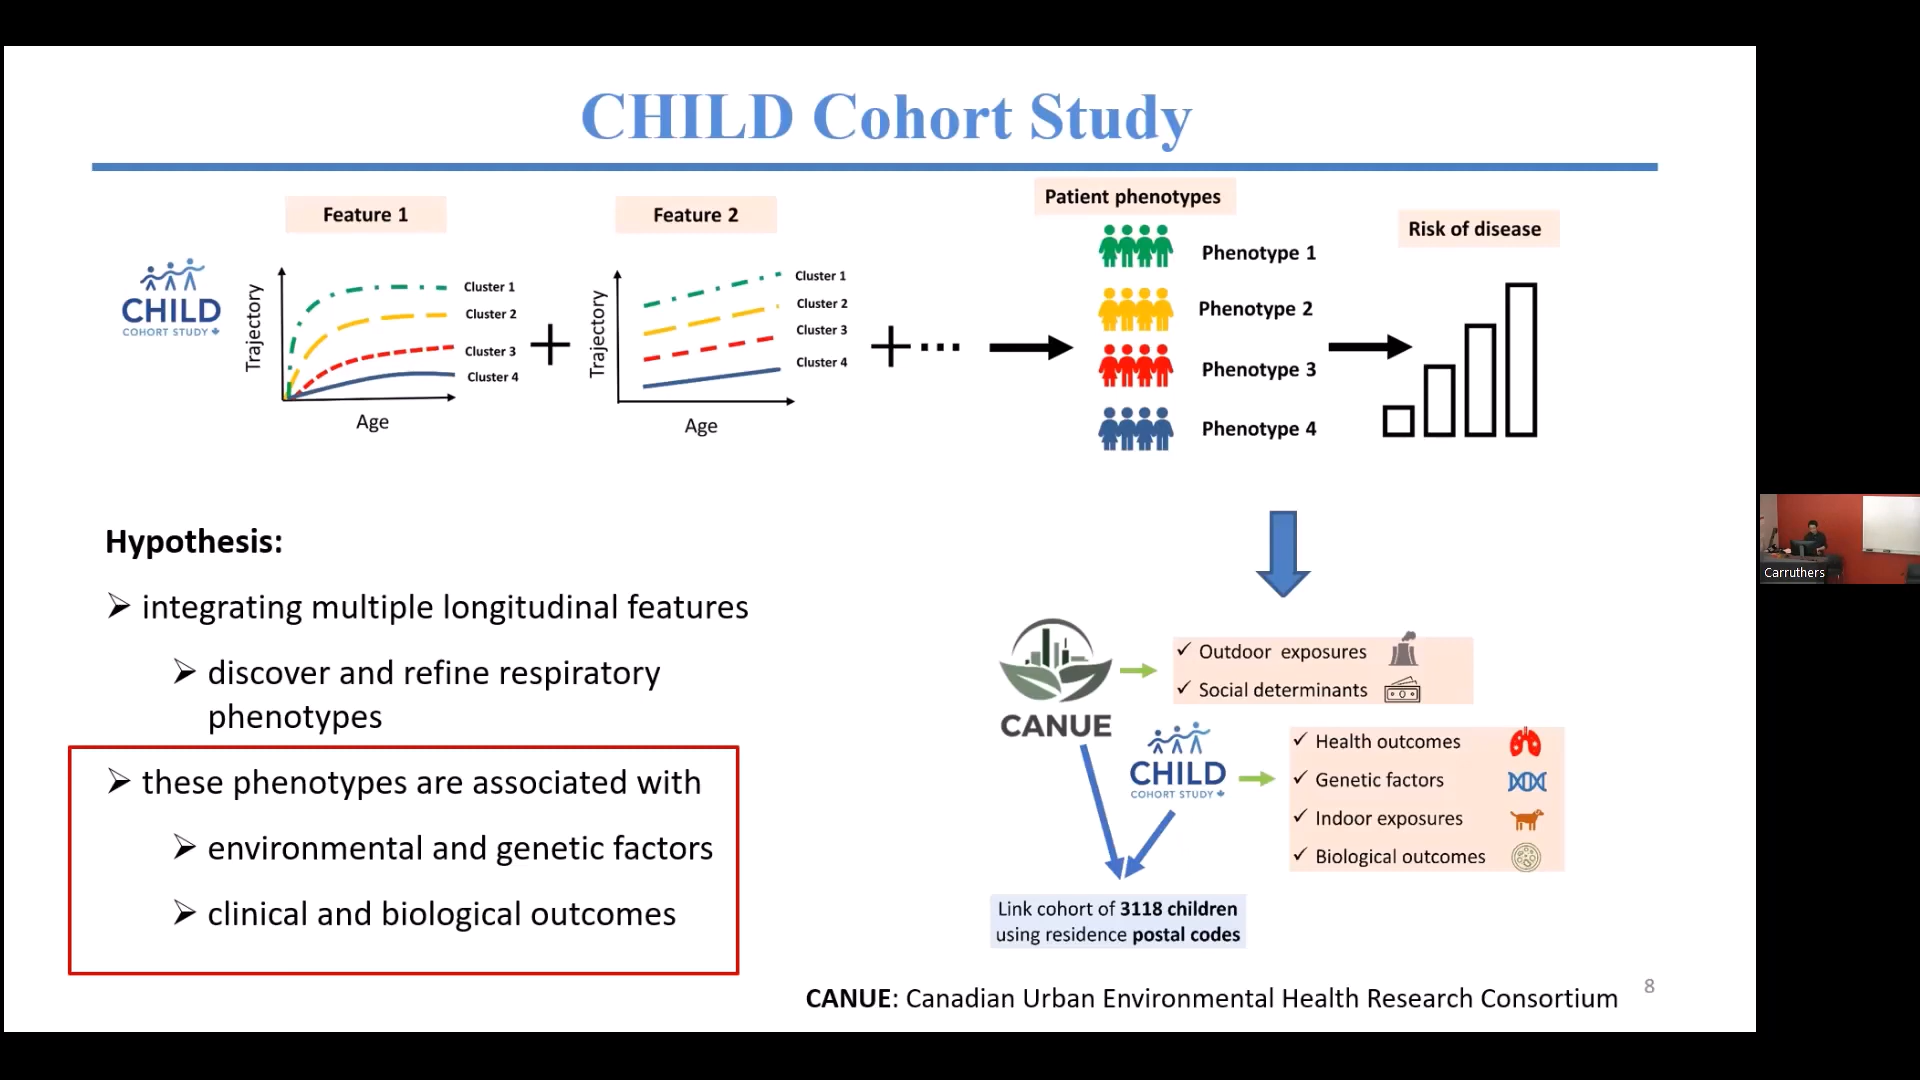 CHILD Cohort Study
Feature 1
Feature 2
Patient phenotypes
Risk of disease
CHILD
COHORT STUDY
Trajectory
Age
Cluster 1
Cluster 2
Cluster 3
Cluster 4
+
Trajectory
Age
Cluster 1
Cluster 2
Cluster 3
Cluster 4
+...
Phenotype 1
Phenotype 2
Phenotype 3
Phenotype 4
Hypothesis:
integrating multiple longitudinal features
discover and refine respiratory
phenotypes
these phenotypes are associated with
environmental and genetic factors
clinical and biological outcomes
CANUE
Outdoor exposures
Social determinants
CHILD
COHORT STUDY
Health outcomes
Genetic factors
Indoor exposures
Biological outcomes
Link cohort of 3118 children
using residence postal codes
CANUE: Canadian Urban Environmental Health Research Consortium
8
Carruthers